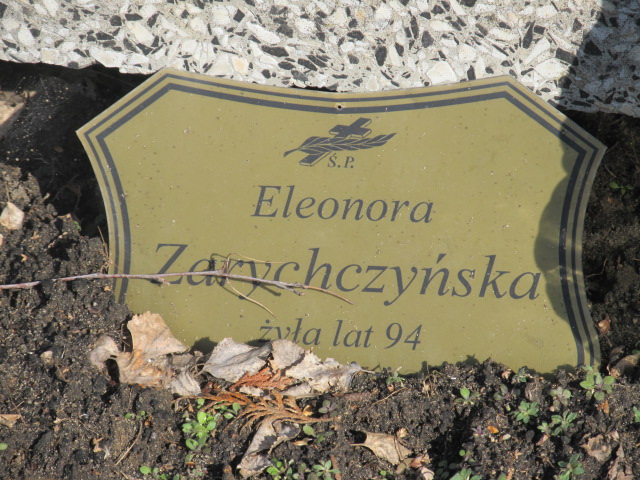 Ś.P.
Eleonora
Zarychczyńska
żyła lat 94